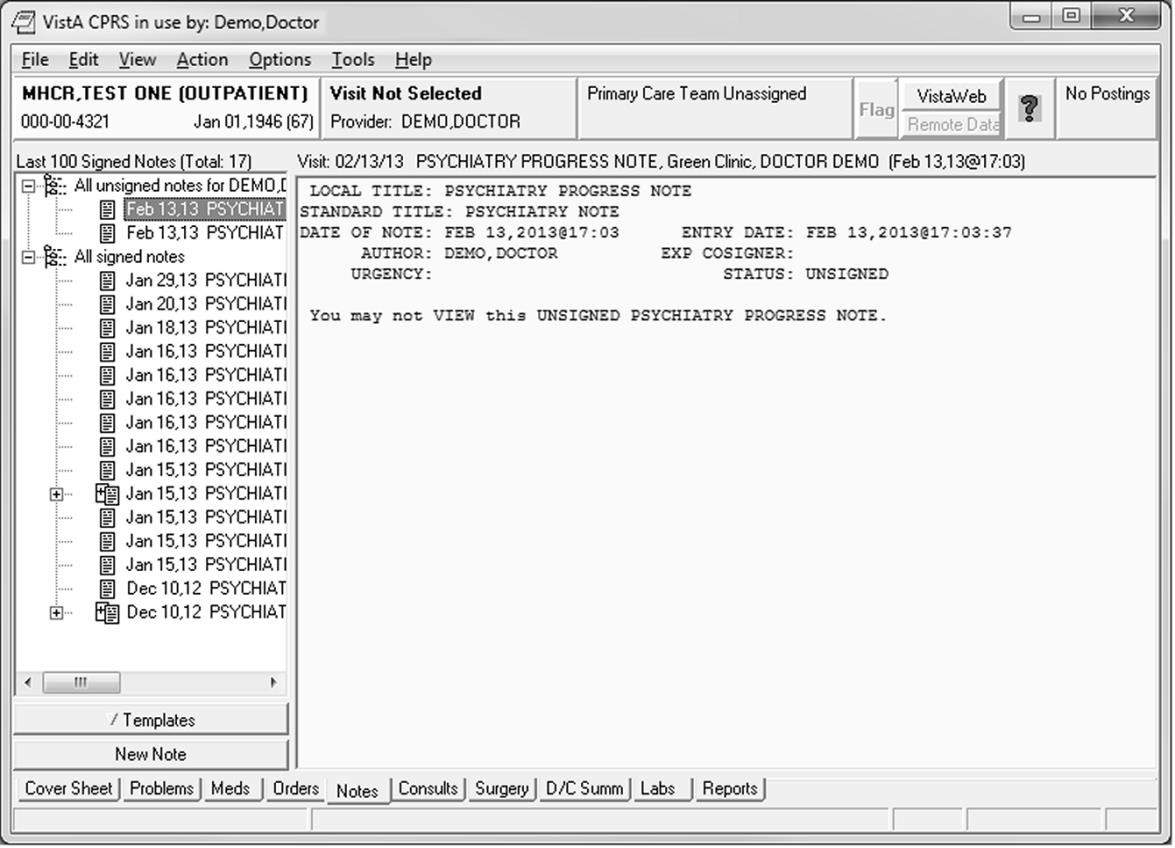 VistA CPRS in use by: Demo,Doctor
File Edit View Action Options Tools Help
MHCR,TEST ONE (OUTPATIENT) Visit Not Selected Primary Care Team Unassigned Flag VistaWeb ? No Postings
000-00-4321 Jan 01,1946 (67) Provider: DEMO,DOCTOR Remote Data
Last 100 Signed Notes (Total: 17) Visit: 02/13/13 PSYCHIATRY PROGRESS NOTE, Green Clinic, DOCTOR DEMO (Feb 13,13@17:03)
All unsigned notes for DEMO,D
Feb 13,13 PSYCHIAT
Feb 13,13 PSYCHIAT
All signed notes
Jan 29,13 PSYCHIATI
Jan 20,13 PSYCHIATI
Jan 18,13 PSYCHIATI
Jan 16,13 PSYCHIATI
Jan 16,13 PSYCHIATI
Jan 16,13 PSYCHIATI
Jan 16,13 PSYCHIATI
Jan 16,13 PSYCHIATI
Jan 15,13 PSYCHIATI
Jan 15,13 PSYCHIATI
Jan 15,13 PSYCHIATI
Jan 15,13 PSYCHIATI
Jan 15,13 PSYCHIATI
Dec 10,12 PSYCHIAT
Dec 10,12 PSYCHIAT
LOCAL TITLE: PSYCHIATRY PROGRESS NOTE
STANDARD TITLE: PSYCHIATRY NOTE
DATE OF NOTE: FEB 13,2013@17:03 ENTRY DATE: FEB 13,2013@17:03:37
AUTHOR: DEMO,DOCTOR EXP COSIGNER:
URGENCY: STATUS: UNSIGNED
You may not VIEW this UNSIGNED PSYCHIATRY PROGRESS NOTE.
/ Templates
New Note
Cover Sheet Problems Meds Orders Notes Consults Surgery D/C Summ Labs Reports